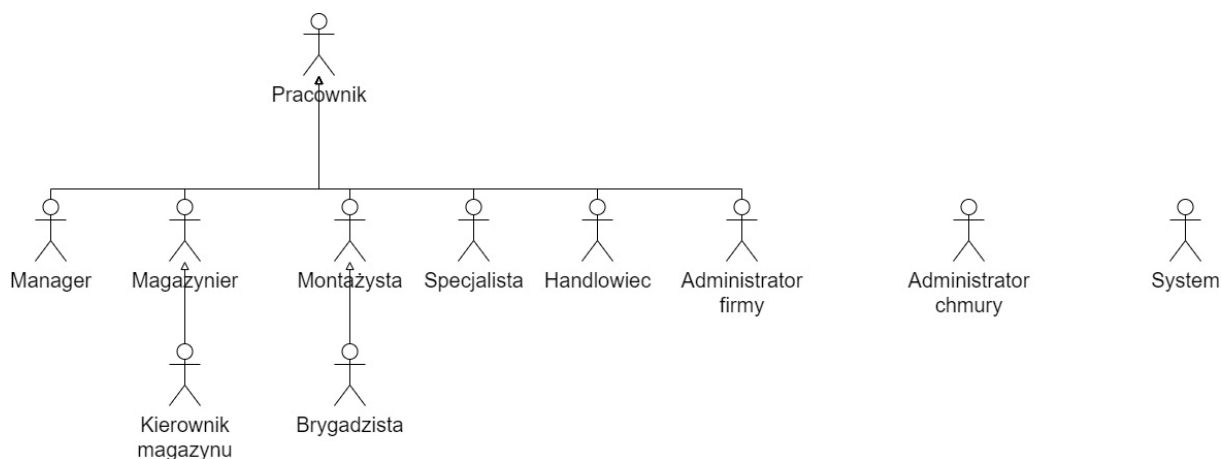 Pracownik
Manager
Magazynier
Montażysta
Specjalista
Handlowiec
Administrator
firmy
Administrator
chmury
System
Kierownik
magazynu
Brygadzista